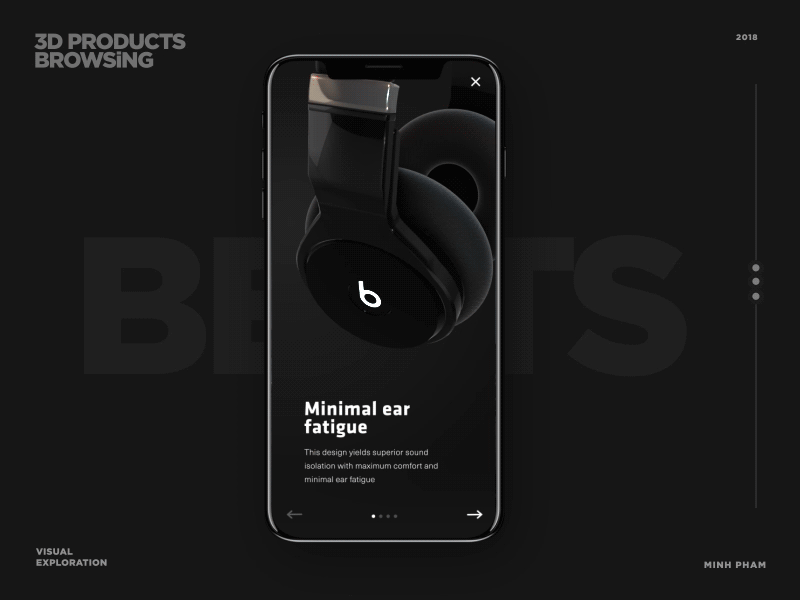 3D PRODUCTS
BROWSiNG
2018
BEATS
Minimal ear
fatigue
This design yields superior sound
isolation with maximum comfort and
minimal ear fatigue
VISUAL
EXPLORATION
MINH PHAM